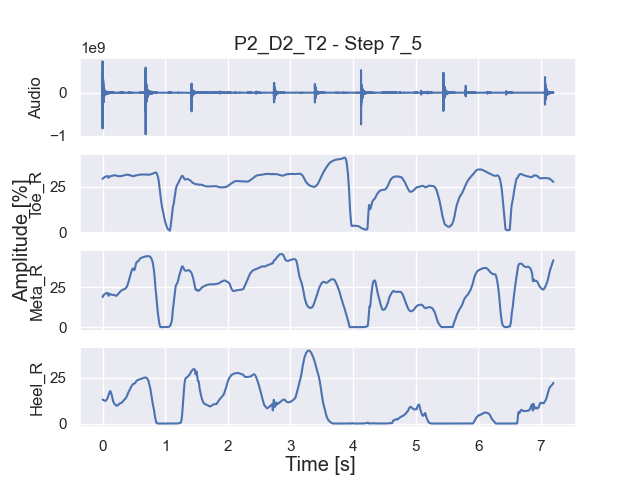 P2_D2_T2 - Step 7_5
1e9
0
−1
Audio
25
0
Toe_R
Amplitude [%]
25
0
Meta_R
25
0
Heel_R
0 1 2 3 4 5 6 7
Time [s]